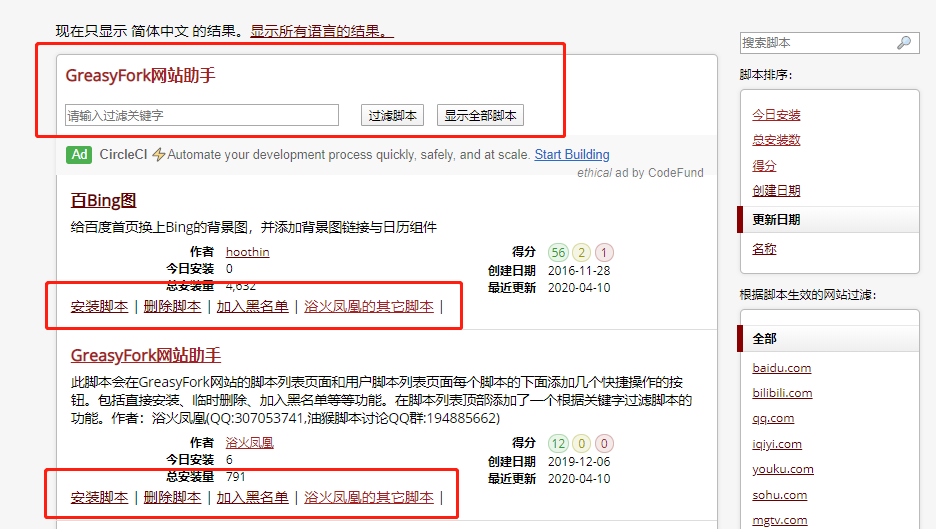 现在只显示 简体中文 的结果。显示所有语言的结果。
GreasyFork网站助手
请输入过滤关键字 过滤脚本 显示全部脚本
Ad CircleCI ⚡Automate your development process quickly, safely, and at scale. Start Building
ethical ad by CodeFund
百Bing图
给百度首页换上Bing的背景图，并添加背景图链接与日历组件
作者 hoothin
今日安装 0
总安装量 4,632
得分 56 2 1
创建日期 2016-11-28
最近更新 2020-04-10
安装脚本 | 删除脚本 | 加入黑名单 | 浴火凤凰的其它脚本 |
GreasyFork网站助手
此脚本会在GreasyFork网站的脚本列表页面和用户脚本列表页面每个脚本的下面添加几个快捷操作的按
钮。包括直接安装、临时删除、加入黑名单等等功能。在脚本列表顶部添加了一个根据关键字过滤脚本的
功能。作者：浴火凤凰(QQ:307053741,油猴脚本讨论QQ群:194885662)
作者 浴火凤凰
今日安装 6
总安装量 791
得分 12 0 0
创建日期 2019-12-06
最近更新 2020-04-10
安装脚本 | 删除脚本 | 加入黑名单 | 浴火凤凰的其它脚本 |
搜索脚本
脚本排序：
今日安装
总安装数
得分
创建日期
更新日期
名称
根据脚本生效的网站过滤：
全部
baidu.com
bilibili.com
qq.com
iqiyi.com
youku.com
sohu.com
mgtv.com